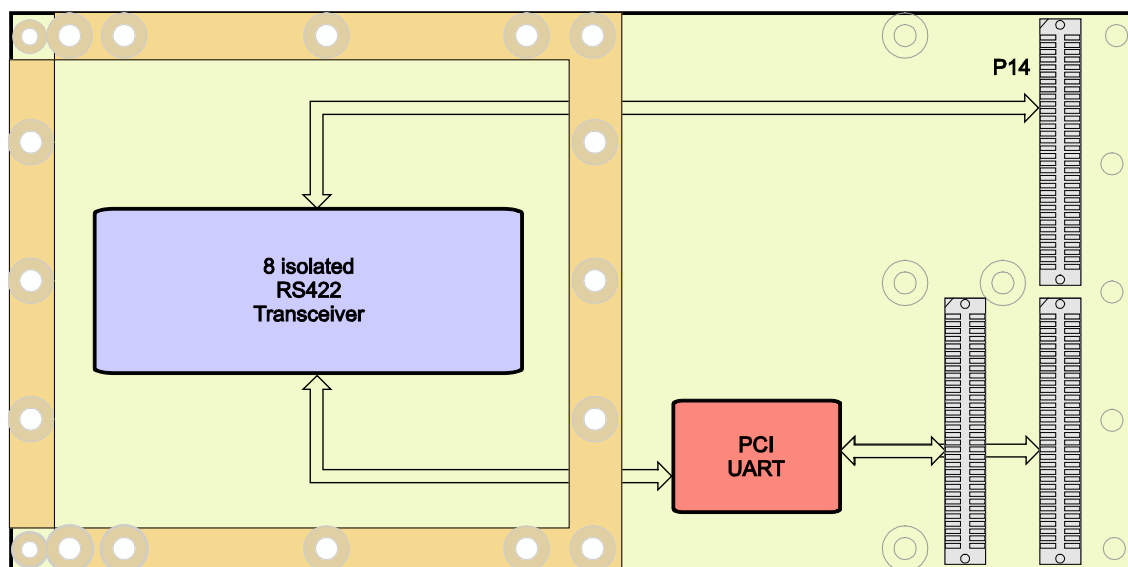 P14
8 isolated
RS422
Transceiver
PCI
UART